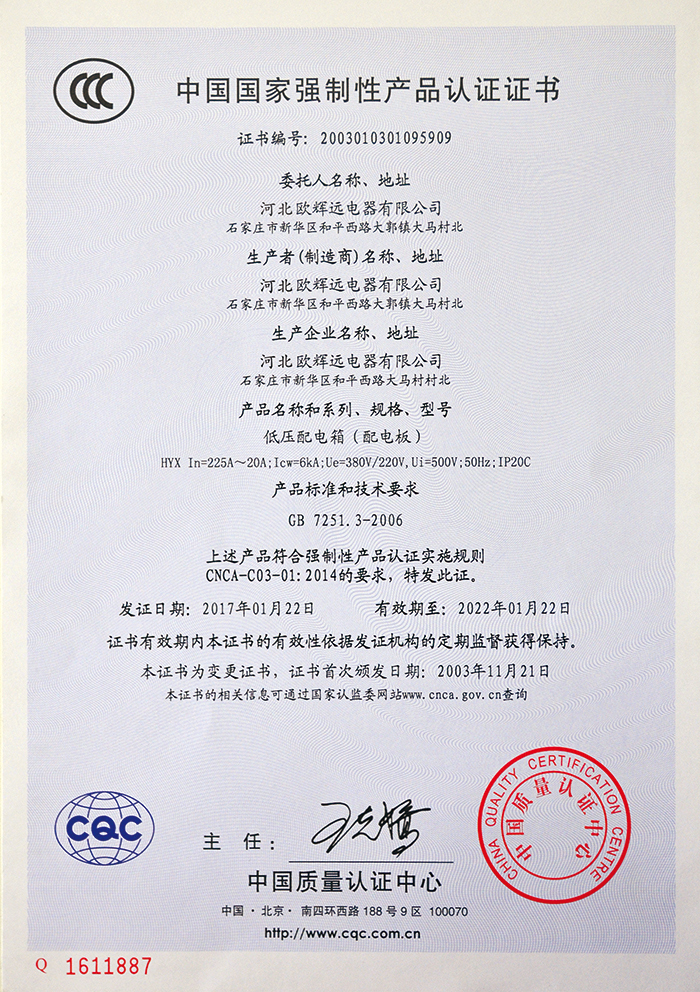 中国国家强制性产品认证证书
证书编号：2003010301095909
委托人名称、地址
河北欧辉远电器有限公司
石家庄市新华区和平西路大郭镇大马村北
生产者(制造商)名称、地址
河北欧辉远电器有限公司
石家庄市新华区和平西路大郭镇大马村北
生产企业名称、地址
河北欧辉远电器有限公司
石家庄市新华区和平西路大马村村北
产品名称和系列、规格、型号
低压配电箱（配电板）
HYX In=225A～20A;Icw=6kA;Ue=380V/220V,Ui=500V;50Hz;IP20C
产品标准和技术要求
GB 7251.3-2006
上述产品符合强制性产品认证实施规则
CNCA-C03-01:2014的要求，特发此证。
发证日期：2017年01月22日 有效期至：2022年01月22日
证书有效期内本证书的有效性依据发证机构的定期监督获得保持。
本证书为变更证书，证书首次颁发日期：2003年11月21日
本证书的相关信息可通过国家认监委网站www.cnca.gov.cn查询
CQC
主 任：
CHINA QUALITY CERTIFICATION CENTRE
中国质量认证中心
中国质量认证中心
中国·北京·南四环西路188号9区 100070
http://www.cqc.com.cn
Q 1611887